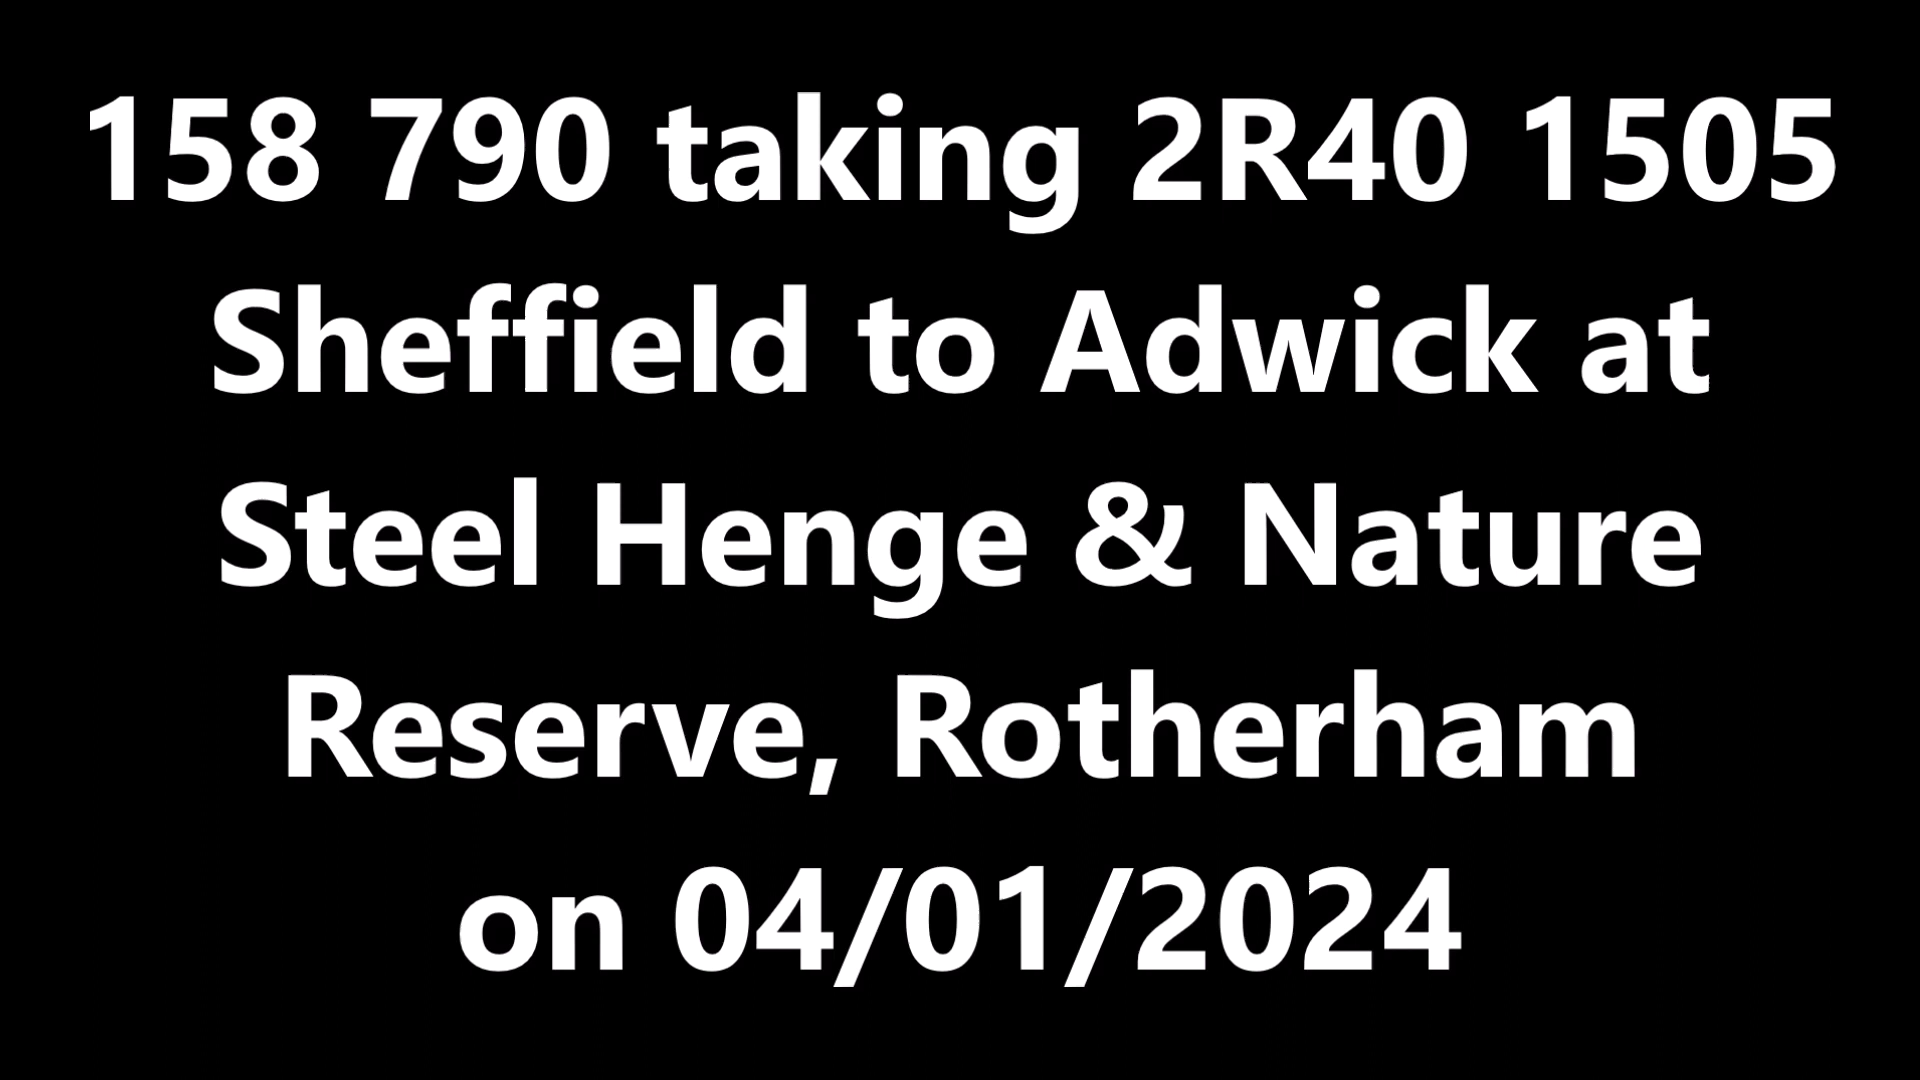 158 790 taking 2R40 1505
Sheffield to Adwick at
Steel Henge & Nature
Reserve, Rotherham
on 04/01/2024